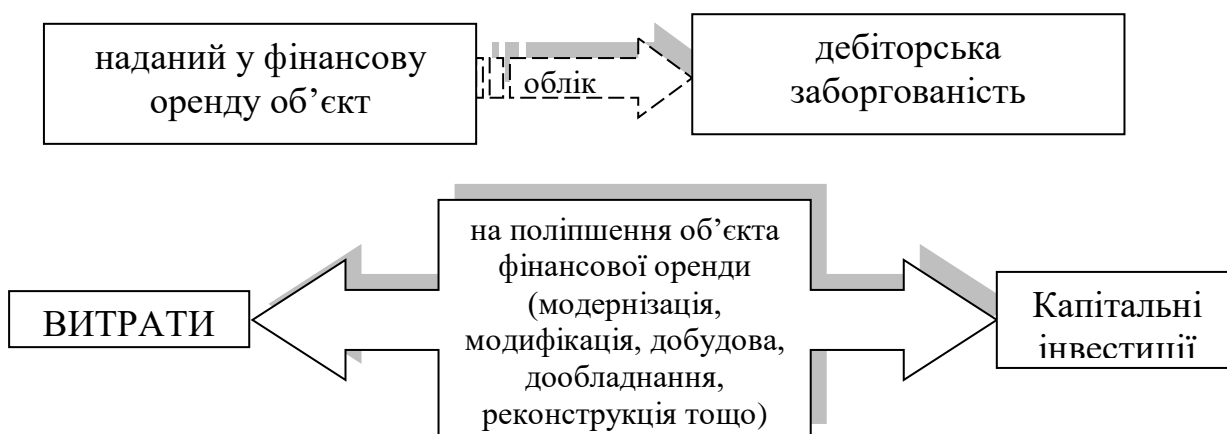 наданий у фінансову
оренду об’єкт
облік
дебіторська
заборгованість
ВИТРАТИ
на поліпшення об’єкта
фінансової оренди
(модернізація,
модифікація, добудова,
дообладнання,
реконструкція тощо)
Капітальні
інвестиції